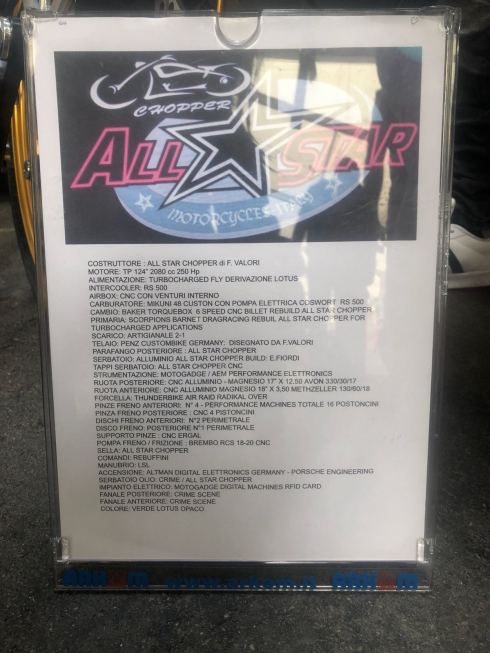 CHOPPER
ALL STAR
MOTORCYCLES-ITALY
COSTRUTTORE : ALL STAR CHOPPER di F. VALORI
MOTORE: TP 124" 2080 cc 250 Hp
ALIMENTAZIONE: TURBOCHARGED FLY DERIVAZIONE LOTUS
INTERCOOLER: RS 500
AIRBOX: CNC CON VENTURI INTERNO
CARBURATORE: MIKUNI 48 CUSTON CON POMPA ELETTRICA COSWORT RS 500
CAMBIO: BAKER TORQUEBOX 6 SPEED CNC BILLET REBUILD ALL STAR CHOPPER
PRIMARIA: SCORPIONS BARNET DRAGRACING REBUIL ALL STAR CHOPPER FOR
TURBOCHARGED APPLICATIONS
SCARICO: ARTIGIANALE 2-1
TELAIO: PENZ CUSTOMBIKE GERMANY: DISEGNATO DA F.VALORI
PARAFANGO POSTERIORE : ALL STAR CHOPPER
SERBATOIO: ALLUMINIO ALL STAR CHOPPER BUILD: E.FIORDI
TAPPI SERBATOIO: ALL STAR CHOPPER CNC
STRUMENTAZIONE: MOTOGADGE / AEM PERFORMANCE ELETTRONICS
RUOTA POSTERIORE: CNC ALLUMINIO - MAGNESIO 17" X 12,50 AVON 330/30/17
RUOTA ANTERIORE: CNC ALLUMINIO MAGNESIO 18" X 3,50 METHZELLER 130/60/18
FORCELLA: THUNDERBIKE AIR RAID RADIKAL OVER
PINZE FRENO ANTERIORI: N° 4 - PERFORMANCE MACHINES TOTALE 16 POSTONCINI
PINZA FRENO POSTERIORE : CNC 4 PISTONCINI
DISCHI FRENO ANTERIORI: N°2 PERIMETRALE
DISCO FRENO: POSTERIORE N°1 PERIMETRALE
SUPPORTO PINZE : CNC ERGAL
POMPA FRENO / FRIZIONE : BREMBO RCS 18-20 CNC
SELLA: ALL STAR CHOPPER
COMANDI: REBUFFINI
MANUBRIO: LSL
ACCENSIONE: ALTMAN DIGITAL ELETTRONICS GERMANY - PORSCHE ENGINEERING
SERBATOIO OLIO: CRIME / ALL STAR CHOPPER
IMPIANTO ELETTRICO: MOTOGADGE DIGITAL MACHINES RFID CARD
FANALE POSTERIORE: CRIME SCENE
FANALE ANTERIORE: CRIME SCENE
COLORE: VERDE LOTUS OPACO
www.arkem.it